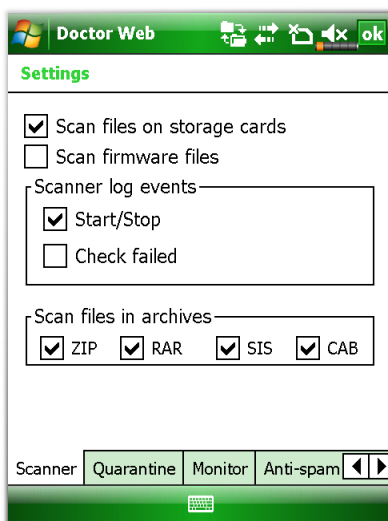 Doctor Web ok
Settings
Scan files on storage cards
Scan firmware files
Scanner log events
Start/Stop
Check failed
Scan files in archives
ZIP RAR SIS CAB
Scanner Quarantine Monitor Anti-spam